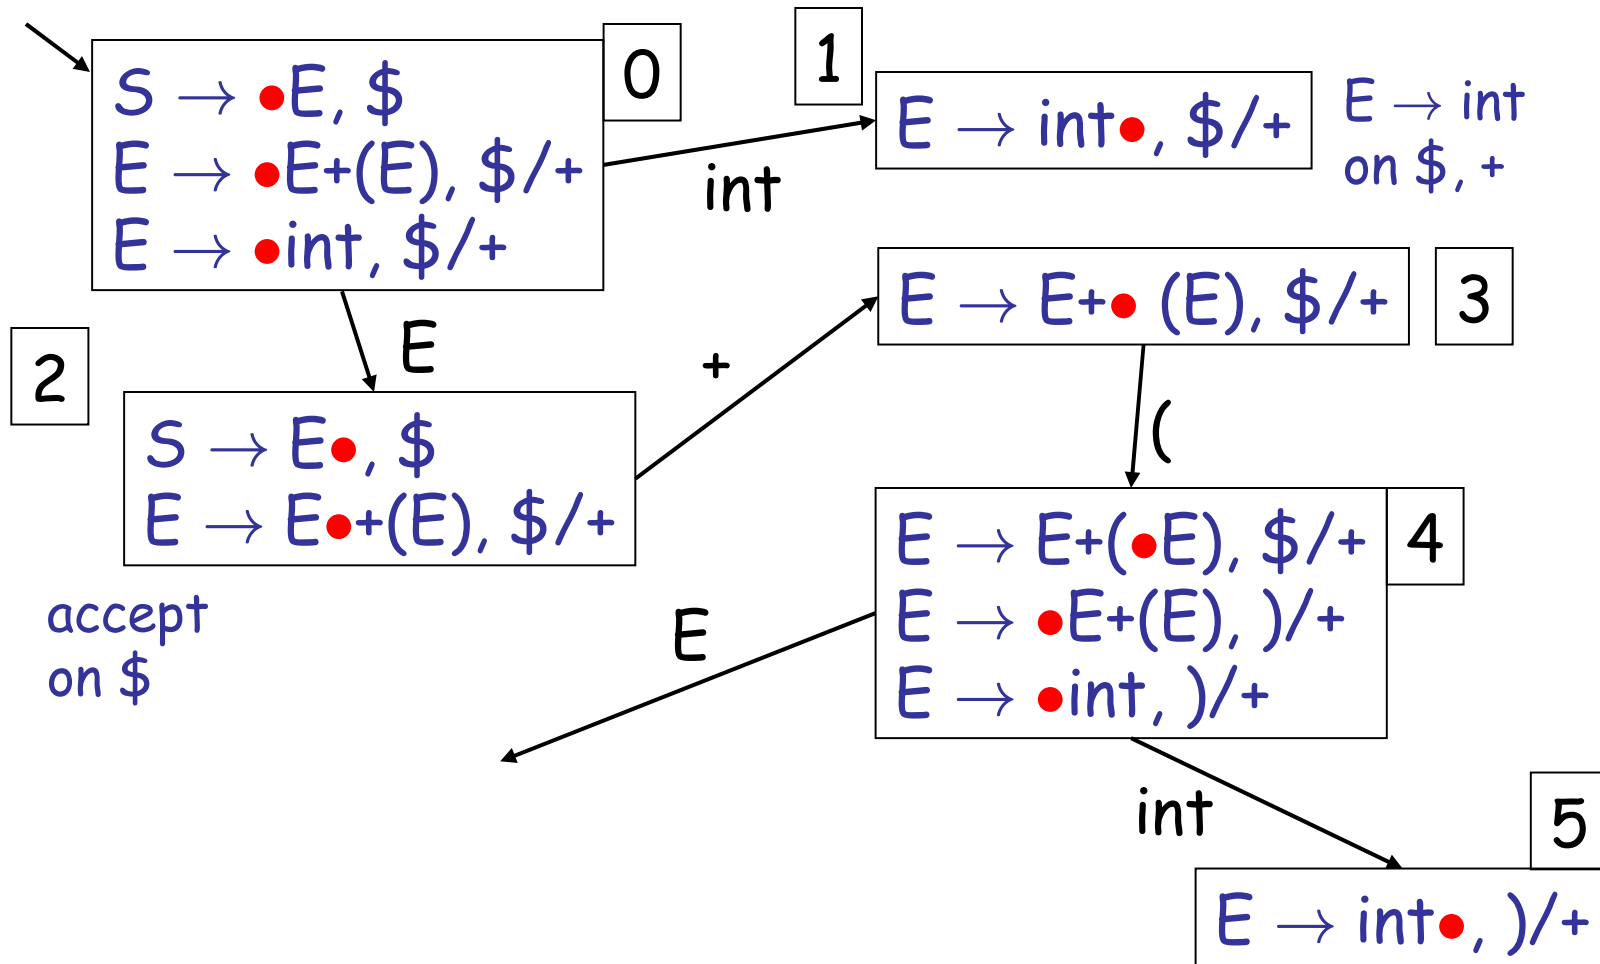 0
S → •E, $
E → •E+(E), $/+
E → •int, $/+
int
1
E → int•, $/+
E → int
on $, +
E
2
S → E•, $
E → E•+(E), $/+
accept
on $
+
3
E → E+• (E), $/+
(
4
E → E+(•E), $/+
E → •E+(E), )/+
E → •int, )/+
E
int
5
E → int•, )/+